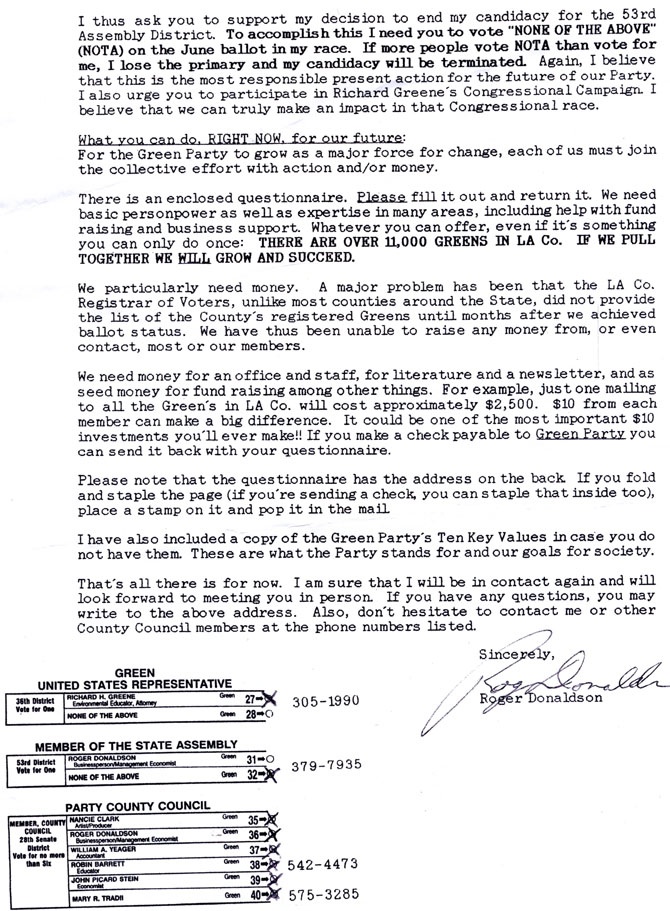 I thus ask you to support my decision to end my candidacy for the 53rd
Assembly District. To accomplish this I need you to vote "NONE OF THE ABOVE"
(NOTA) on the June ballot in my race. If more people vote NOTA than vote for
me, I lose the primary and my candidacy will be terminated. Again, I believe
that this is the most responsible present action for the future of our Party.
I also urge you to participate in Richard Greene's Congressional Campaign. I
believe that we can truly make an impact in that Congressional race.
What you can do, RIGHT NOW, for our future:
For the Green Party to grow as a major force for change, each of us must join
the collective effort with action and/or money.
There is an enclosed questionnaire. Please fill it out and return it. We need
basic personpower as well as expertise in many areas, including help with fund
raising and business support. Whatever you can offer, even if it's something
you can only do once: THERE ARE OVER 11,000 GREENS IN LA Co. IF WE PULL
TOGETHER WE WILL GROW AND SUCCEED.
We particularly need money. A major problem has been that the LA Co.
Registrar of Voters, unlike most counties around the State, did not provide
the list of the County's registered Greens until months after we achieved
ballot status. We have thus been unable to raise any money from, or even
contact, most or our members.
We need money for an office and staff, for literature and a newsletter, and as
seed money for fund raising among other things. For example, just one mailing
to all the Green's in LA Co. will cost approximately $2,500. $10 from each
member can make a big difference. It could be one of the most important $10
investments you'll ever make!! If you make a check payable to Green Party you
can send it back with your questionnaire.
Please note that the questionnaire has the address on the back. If you fold
and staple the page (if you're sending a check, you can staple that inside too),
place a stamp on it and pop it in the mail.
I have also included a copy of the Green Party's Ten Key Values in case you do
not have them. These are what the Party stands for and our goals for society.
That's all there is for now. I am sure that I will be in contact again and will
look forward to meeting you in person. If you have any questions, you may
write to the above address. Also, don't hesitate to contact me or other
County Council members at the phone numbers listed.
Sincerely,
Roger Donaldson
Roger Donaldson
GREEN
UNITED STATES REPRESENTATIVE
36th District
Vote for One
RICHARD H. GREENE Green 27
Environmental Educator, Attorney
305-1990
NONE OF THE ABOVE Green 28
MEMBER OF THE STATE ASSEMBLY
53rd District
Vote for One
ROGER DONALDSON Green 31
Businessperson/Management Economist
379-7935
NONE OF THE ABOVE Green 32
PARTY COUNTY COUNCIL
MEMBER, COUNTY
COUNCIL
28th Senate
District
Vote for no more
than Six
NANCIE CLARK Green 35
Artist/Producer
ROGER DONALDSON Green 36
Businessperson/Management Economist
WILLIAM A. YEAGER Green 37
Accountant
ROBIN BARRETT Green 38 542-4473
Educator
JOHN PICARD STEIN Green 39
Economist
MARY R. TRADII Green 40 575-3285